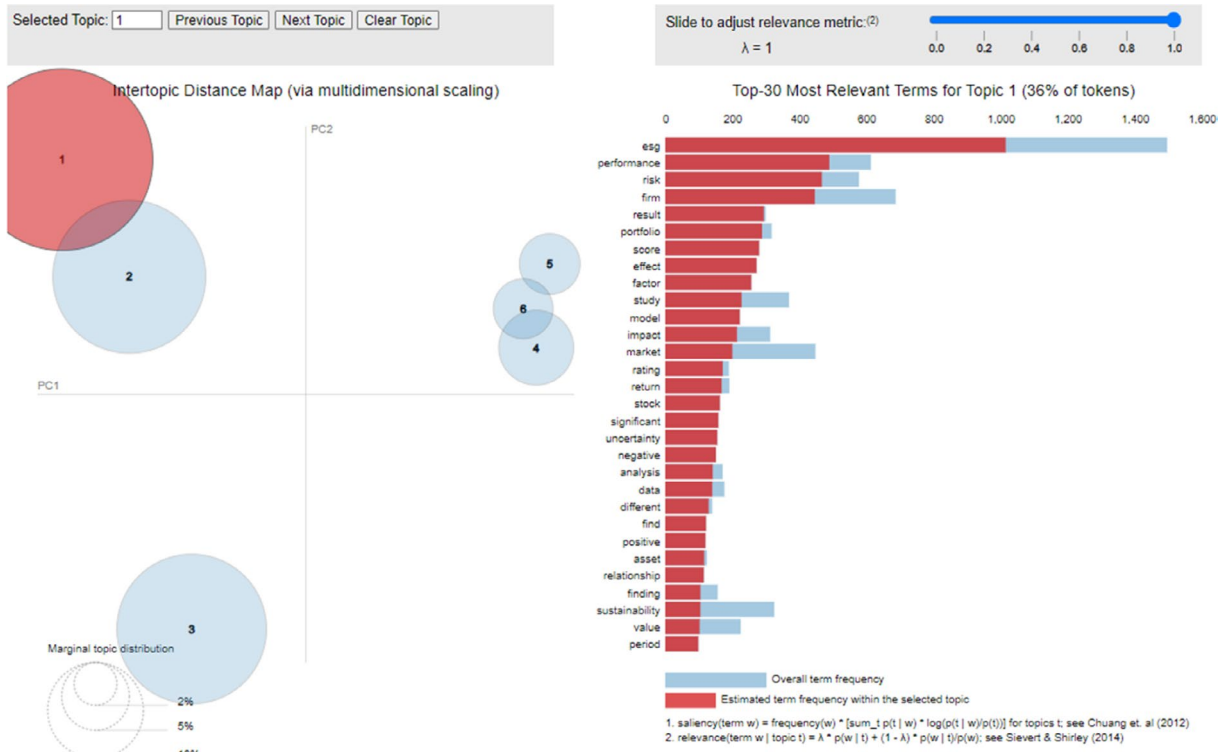 Selected Topic: 1 Previous Topic Next Topic Clear Topic
Slide to adjust relevance metric:(2)
λ = 1
0.0 0.2 0.4 0.6 0.8 1.0
Intertopic Distance Map (via multidimensional scaling)
PC2
PC1
1
2
5
6
4
3
Marginal topic distribution
2%
5%
10%
Top-30 Most Relevant Terms for Topic 1 (36% of tokens)
0 200 400 600 800 1,000 1,200 1,400 1,600
esg
performance
risk
firm
result
portfolio
score
effect
factor
study
model
impact
market
rating
return
stock
significant
uncertainty
negative
analysis
data
different
find
positive
asset
relationship
finding
sustainability
value
period
Overall term frequency
Estimated term frequency within the selected topic
1. saliency(term w) = frequency(w) * [sum_t p(t | w) * log(p(t | w)/p(t))] for topics t; see Chuang et. al (2012)
2. relevance(term w | topic t) = λ * p(w | t) + (1 - λ) * p(w | t)/p(w); see Sievert & Shirley (2014)